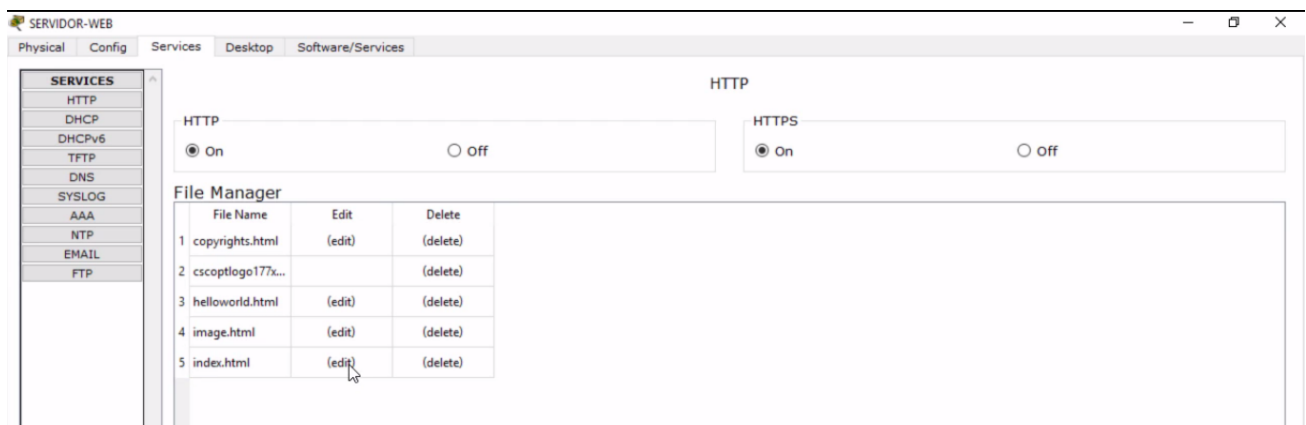 SERVIDOR-WEB
Physical Config Services Desktop Software/Services
SERVICES
HTTP
DHCP
DHCPv6
TFTP
DNS
SYSLOG
AAA
NTP
EMAIL
FTP
HTTP
HTTP
On Off
HTTPS
On Off
File Manager
File Name Edit Delete
1 copyrights.html (edit) (delete)
2 cscoptlogo177x... (delete)
3 helloworld.html (edit) (delete)
4 image.html (edit) (delete)
5 index.html (edit) (delete)